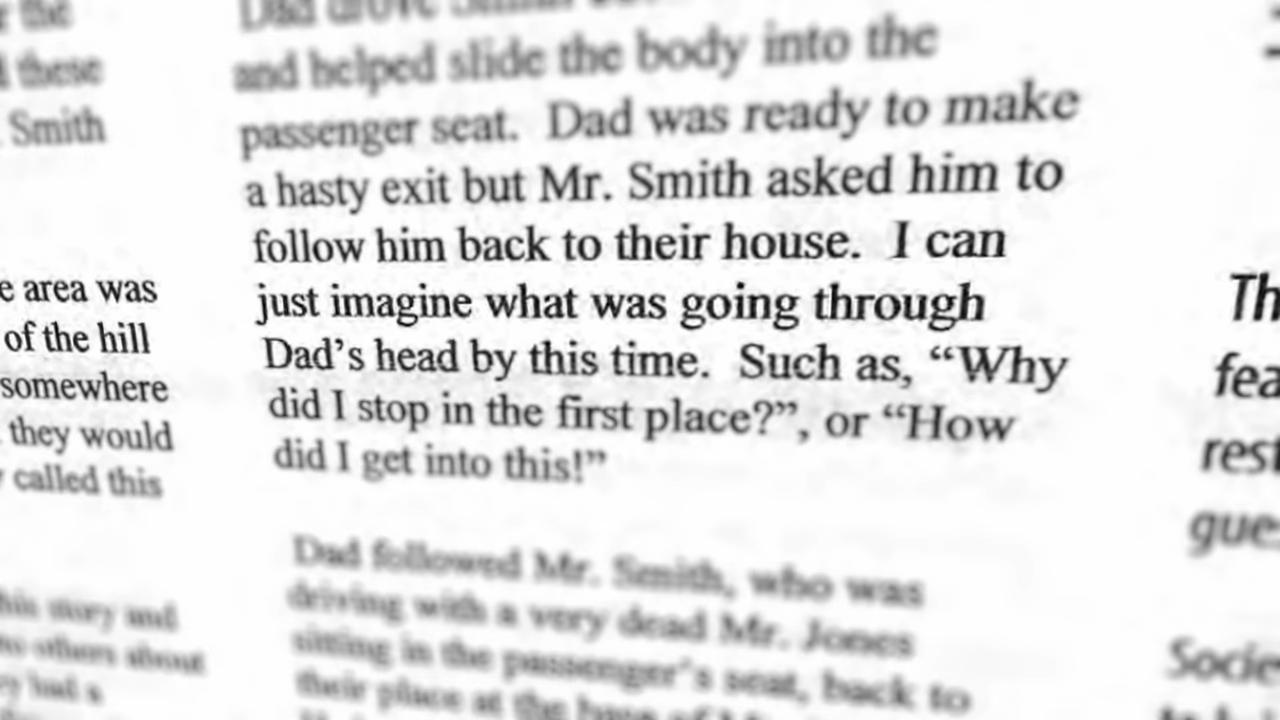 r the
these
Smith
e area was
of the hill
somewhere
they would
called this
his story and
others about
had a
Dad drove Smith
and helped slide the body into the
passenger seat. Dad was ready to make
a hasty exit but Mr. Smith asked him to
follow him back to their house. I can
just imagine what was going through
Dad's head by this time. Such as, “Why
did I stop in the first place?”, or “How
did I get into this!”
Dad followed Mr. Smith, who was
driving with a very dead Mr. Jones
sitting in the passenger's seat, back to
their place at the base of
Th
fea
rest
gue
Socie